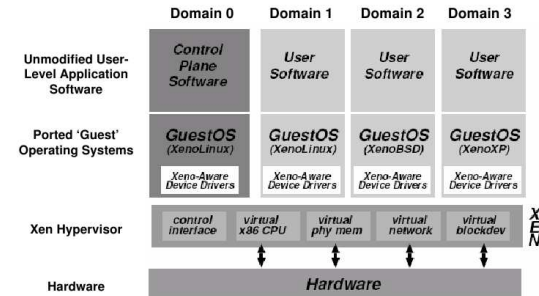 Domain 0 Domain 1 Domain 2 Domain 3
Unmodified User-
Level Application
Software
Control
Plane
Software
User
Software
User
Software
User
Software
Ported ‘Guest’
Operating Systems
GuestOS
(XenoLinux)
Xeno-Aware
Device Drivers
GuestOS
(XenoLinux)
Xeno-Aware
Device Drivers
GuestOS
(XenoBSD)
Xeno-Aware
Device Drivers
GuestOS
(XenoXP)
Xeno-Aware
Device Drivers
Xen Hypervisor
control
interface
virtual
x86 CPU
virtual
phy mem
virtual
network
virtual
blockdev
X
E
N
Hardware
Hardware